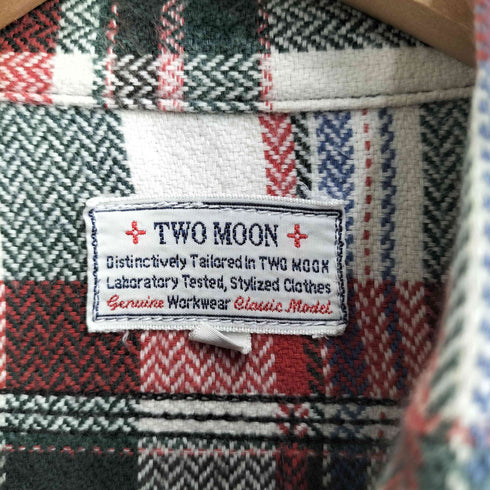 TWO MOON
Distinctively Tailored In TWO MOON
Laboratory Tested, Stylized Clothes
Genuine Workwear Classic Model